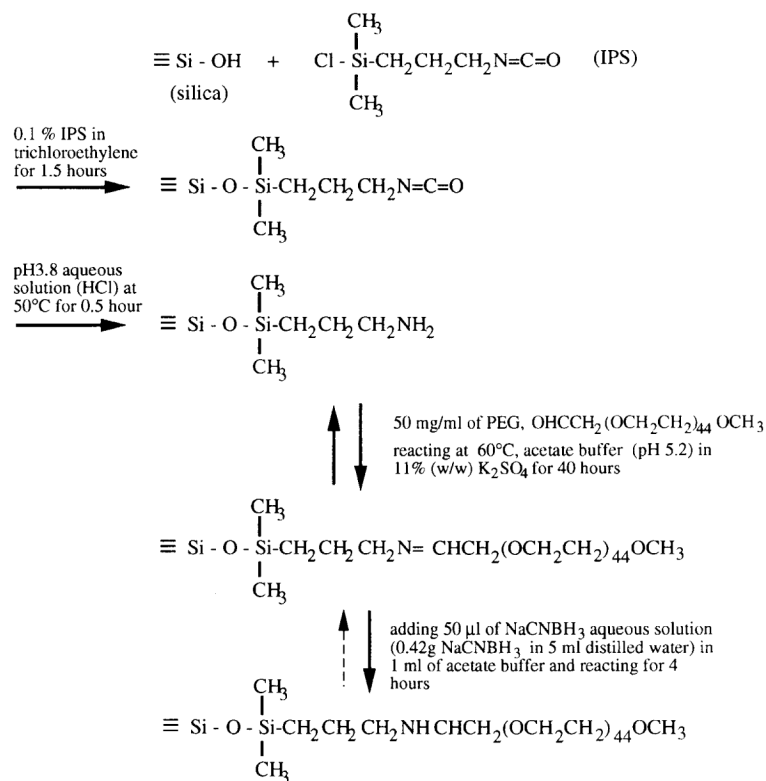 CH₃
≡ Si - OH + Cl - Si-CH₂CH₂CH₂N=C=O (IPS)
(silica)
CH₃
0.1 % IPS in
trichloroethylene
for 1.5 hours
CH₃
≡ Si - O - Si-CH₂CH₂CH₂N=C=O
CH₃
pH3.8 aqueous
solution (HCl) at
50°C for 0.5 hour
CH₃
≡ Si - O - Si-CH₂CH₂CH₂NH₂
CH₃
50 mg/ml of PEG, OHCCH₂(OCH₂CH₂)₄₄ OCH₃
reacting at 60°C, acetate buffer (pH 5.2) in
11% (w/w) K₂SO₄ for 40 hours
CH₃
≡ Si - O - Si-CH₂CH₂CH₂N= CHCH₂(OCH₂CH₂)₄₄OCH₃
CH₃
adding 50 µl of NaCNBH₃ aqueous solution
(0.42g NaCNBH₃ in 5 ml distilled water) in
1 ml of acetate buffer and reacting for 4
hours
CH₃
≡ Si - O - Si-CH₂CH₂CH₂NHCHCH₂(OCH₂CH₂)₄₄OCH₃
CH₃